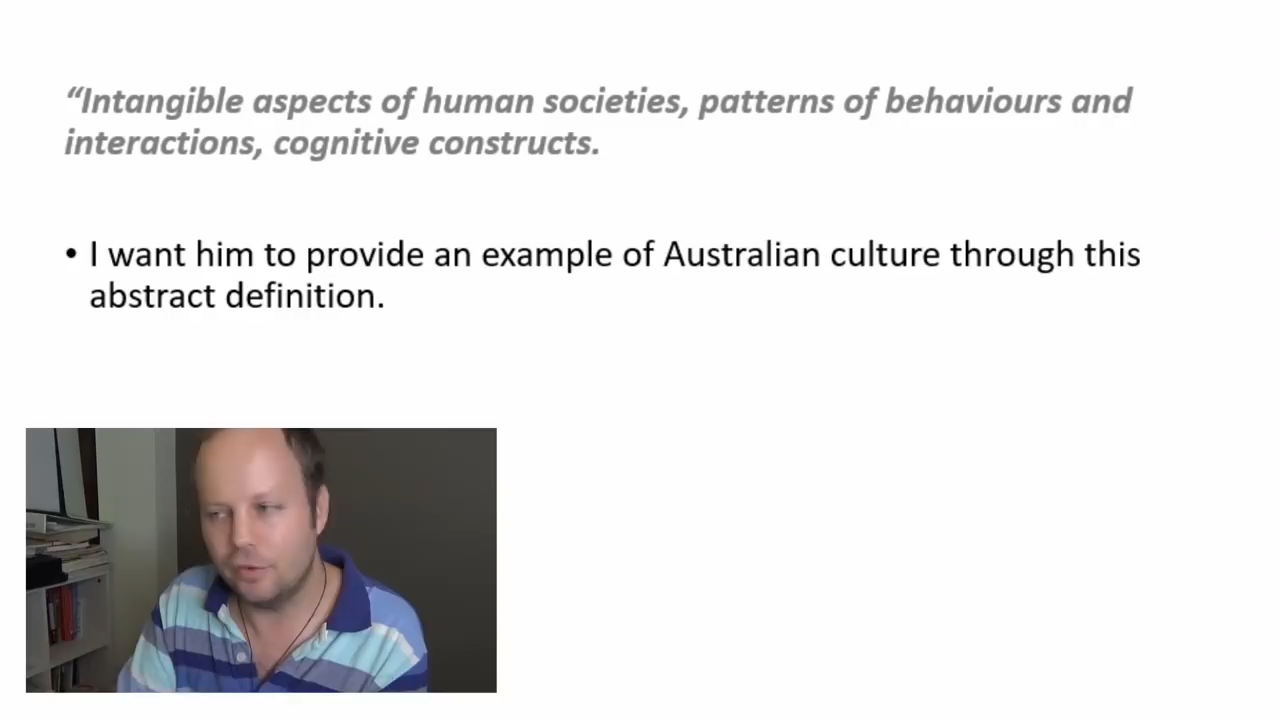 “Intangible aspects of human societies, patterns of behaviours and
interactions, cognitive constructs.
• I want him to provide an example of Australian culture through this
abstract definition.